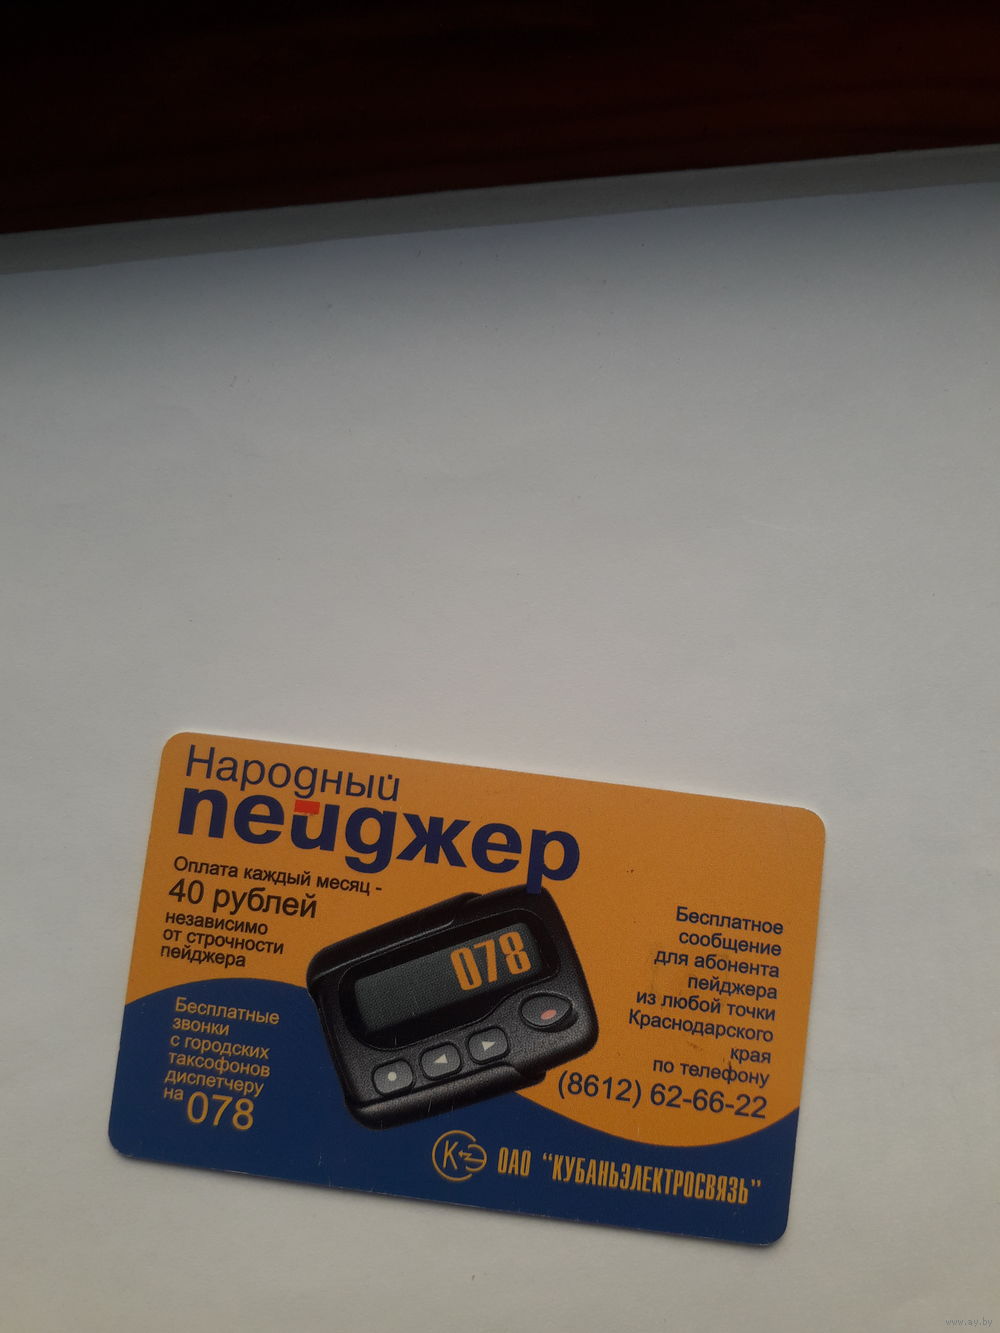 Народный
пейджер
Оплата каждый месяц -
40 рублей
независимо
от строчности
пейджера
Бесплатные
звонки
с городских
таксофонов
диспетчеру
на 078
078
Бесплатное
сообщение
для абонента
пейджера
из любой точки
Краснодарского
края
по телефону
(8612) 62-66-22
КЭ ОАО "КУБАНЬЭЛЕКТРОСВЯЗЬ"
www.ay.by